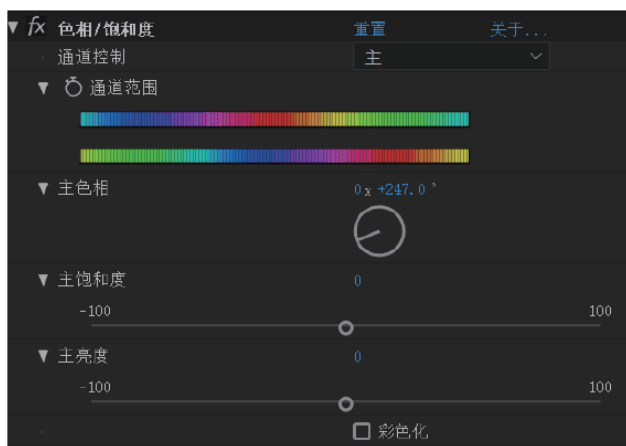 fx 色相/饱和度 重置 关于...
通道控制 主
通道范围
主色相 0x+247.0°
主饱和度 0
-100 100
主亮度 0
-100 100
彩色化